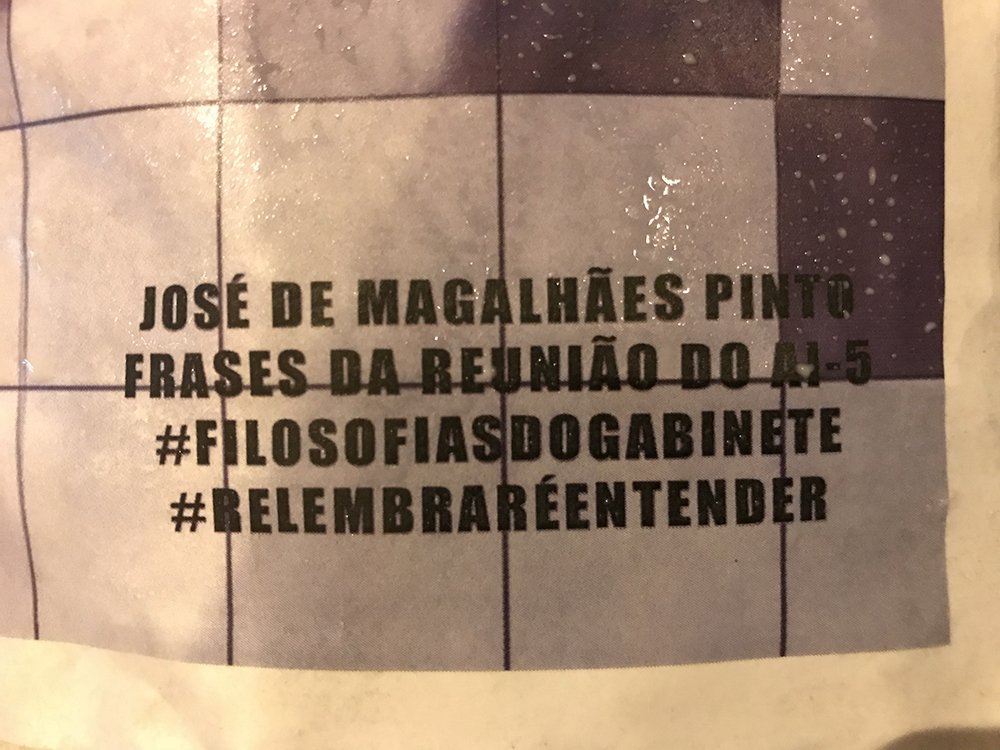 JOSÉ DE MAGALHÃES PINTO
FRASES DA REUNIÃO DO AI-5
#FILOSOFIASDOGABINETE
#RELEMBRARÉENTENDER